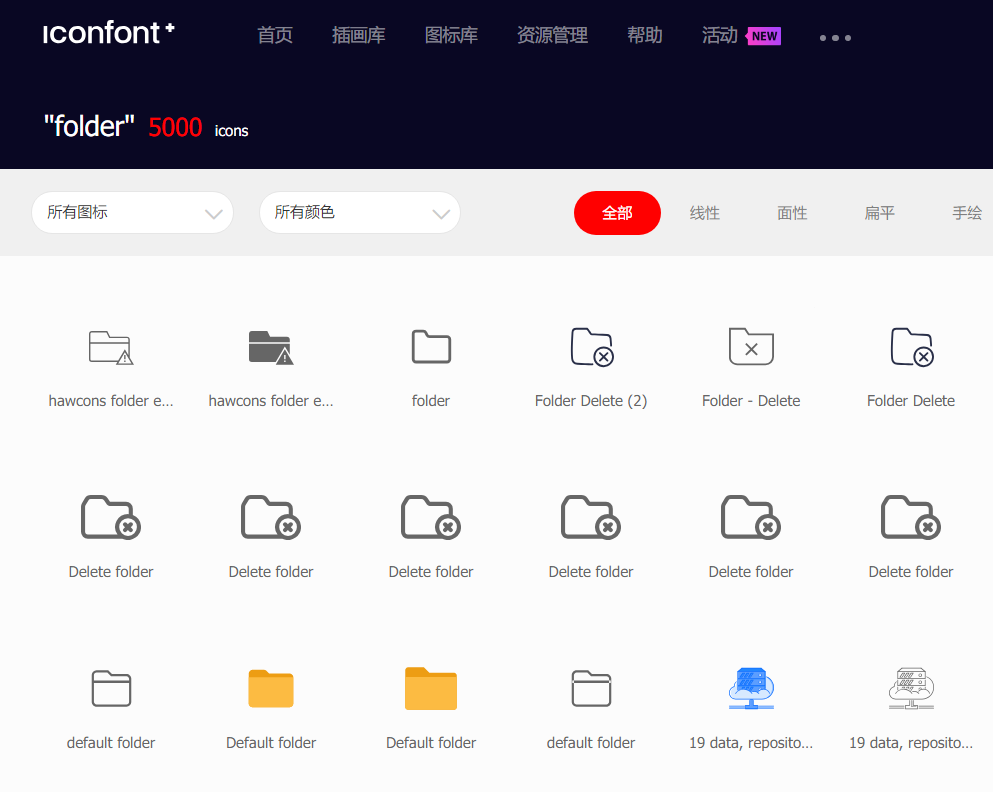 iconfont+ 首页 插画库 图标库 资源管理 帮助 活动 NEW
"folder" 5000 icons
所有图标 所有颜色 全部 线性 面性 扁平 手绘
hawcons folder e... hawcons folder e... folder Folder Delete (2) Folder - Delete Folder Delete
Delete folder Delete folder Delete folder Delete folder Delete folder Delete folder
default folder Default folder Default folder default folder 19 data, reposito... 19 data, reposito...